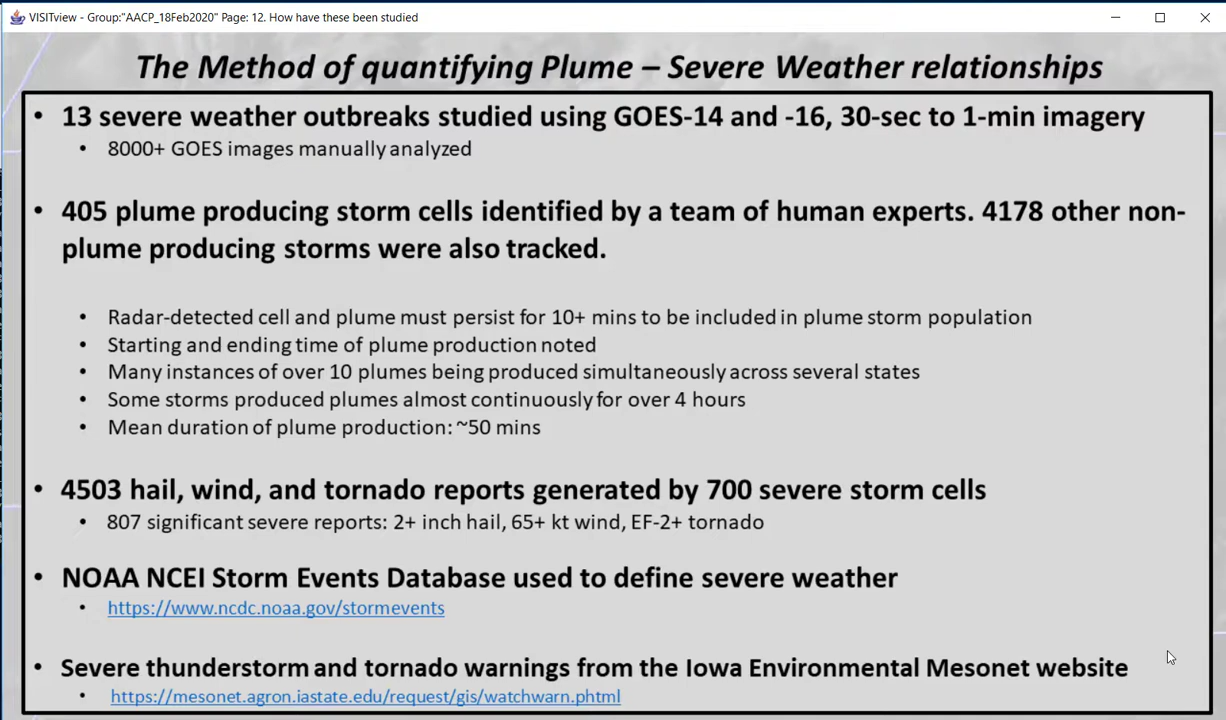 VISITview - Group:"AACP_18Feb2020" Page: 12. How have these been studied
The Method of quantifying Plume – Severe Weather relationships
• 13 severe weather outbreaks studied using GOES-14 and -16, 30-sec to 1-min imagery
• 8000+ GOES images manually analyzed
• 405 plume producing storm cells identified by a team of human experts. 4178 other non-
plume producing storms were also tracked.
• Radar-detected cell and plume must persist for 10+ mins to be included in plume storm population
• Starting and ending time of plume production noted
• Many instances of over 10 plumes being produced simultaneously across several states
• Some storms produced plumes almost continuously for over 4 hours
• Mean duration of plume production: ~50 mins
• 4503 hail, wind, and tornado reports generated by 700 severe storm cells
• 807 significant severe reports: 2+ inch hail, 65+ kt wind, EF-2+ tornado
• NOAA NCEI Storm Events Database used to define severe weather
• https://www.ncdc.noaa.gov/stormevents
• Severe thunderstorm and tornado warnings from the Iowa Environmental Mesonet website
• https://mesonet.agron.iastate.edu/request/gis/watchwarn.phtml